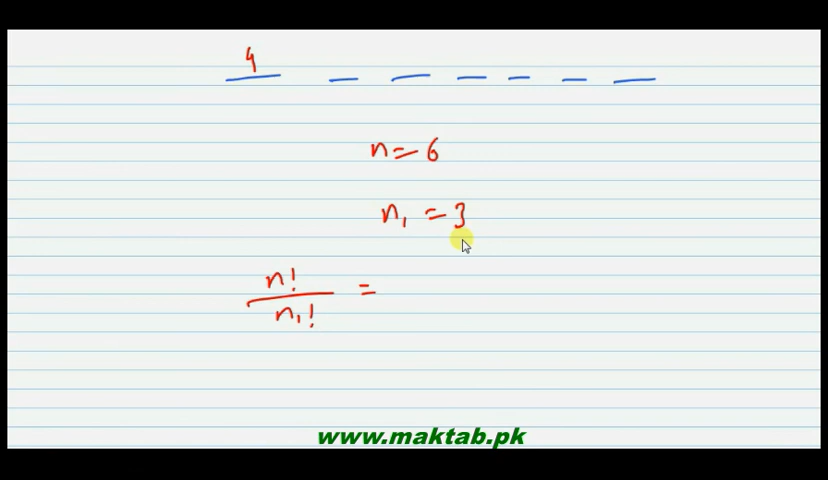 4
n = 6
n₁ = 3
n! / n₁! =
www.maktab.pk